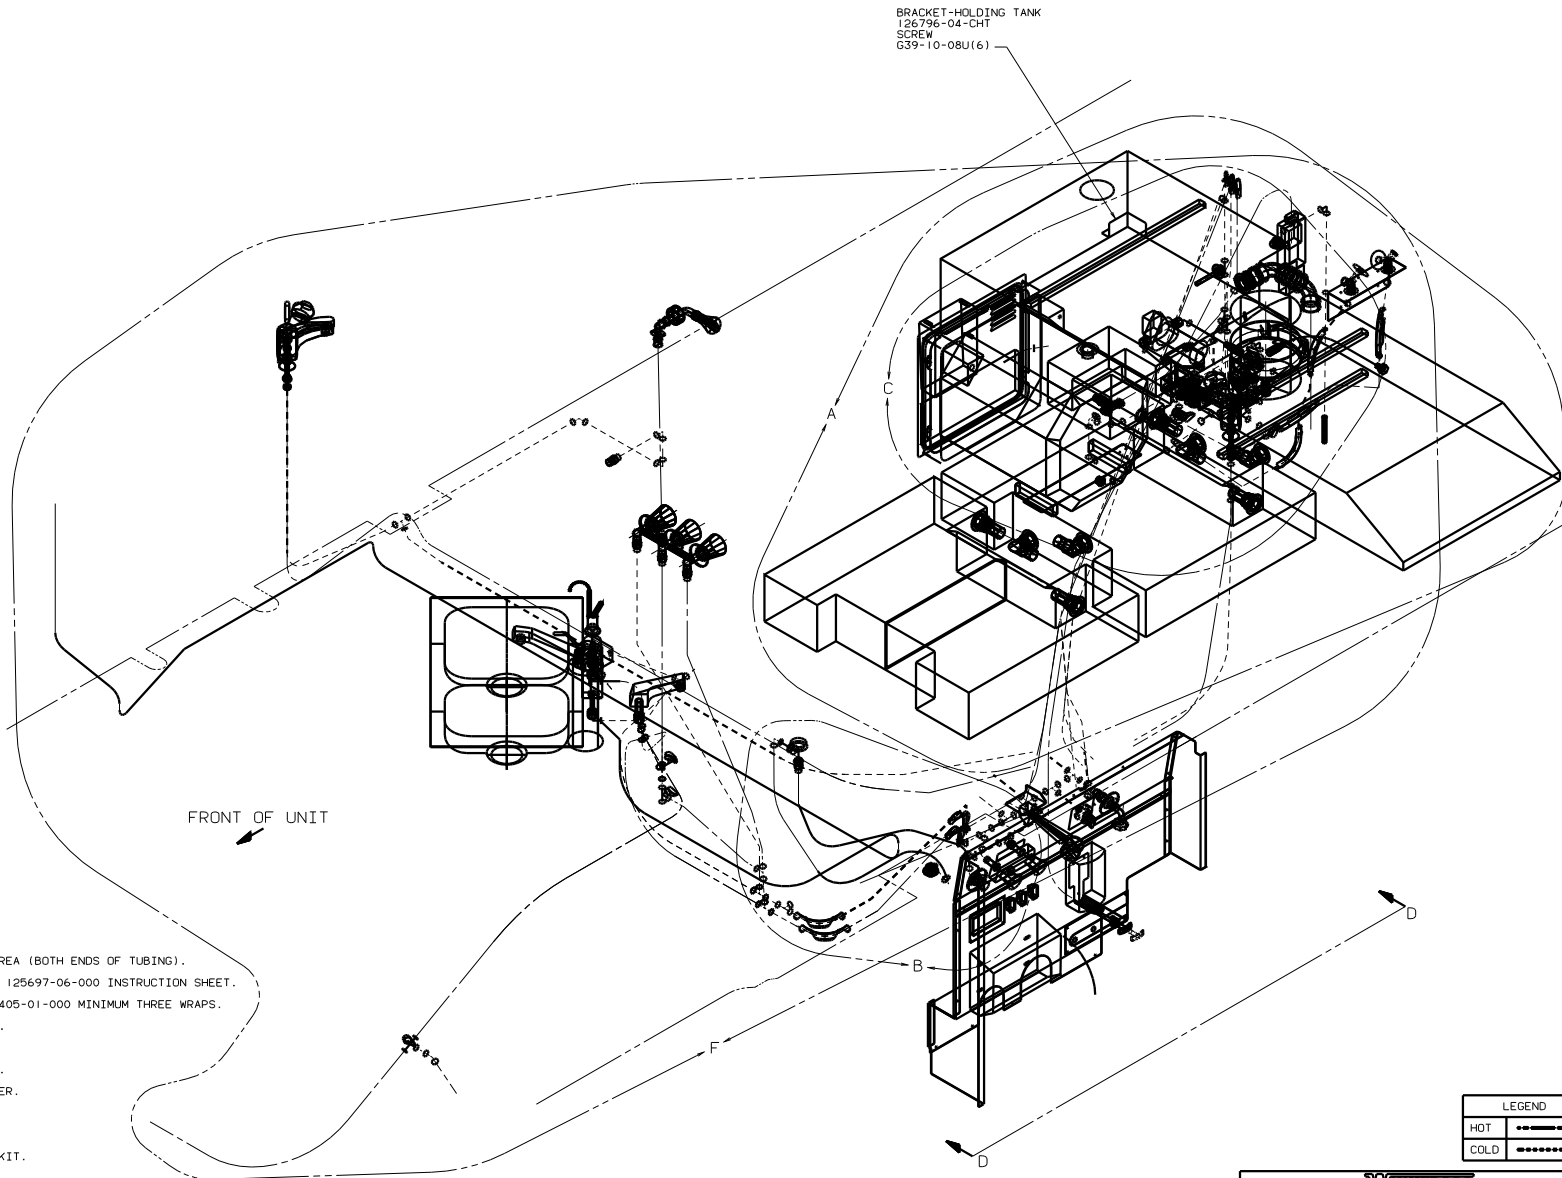 BRACKET-HOLDING TANK
126796-04-CHT
SCREW
G39-10-08U(6)
C
A
FRONT OF UNIT
D
REA (BOTH ENDS OF TUBING).
B
125697-06-000 INSTRUCTION SHEET.
405-01-000 MINIMUM THREE WRAPS.
.
F
.
ER.
LEGEND
HOT
COLD
KIT.
D